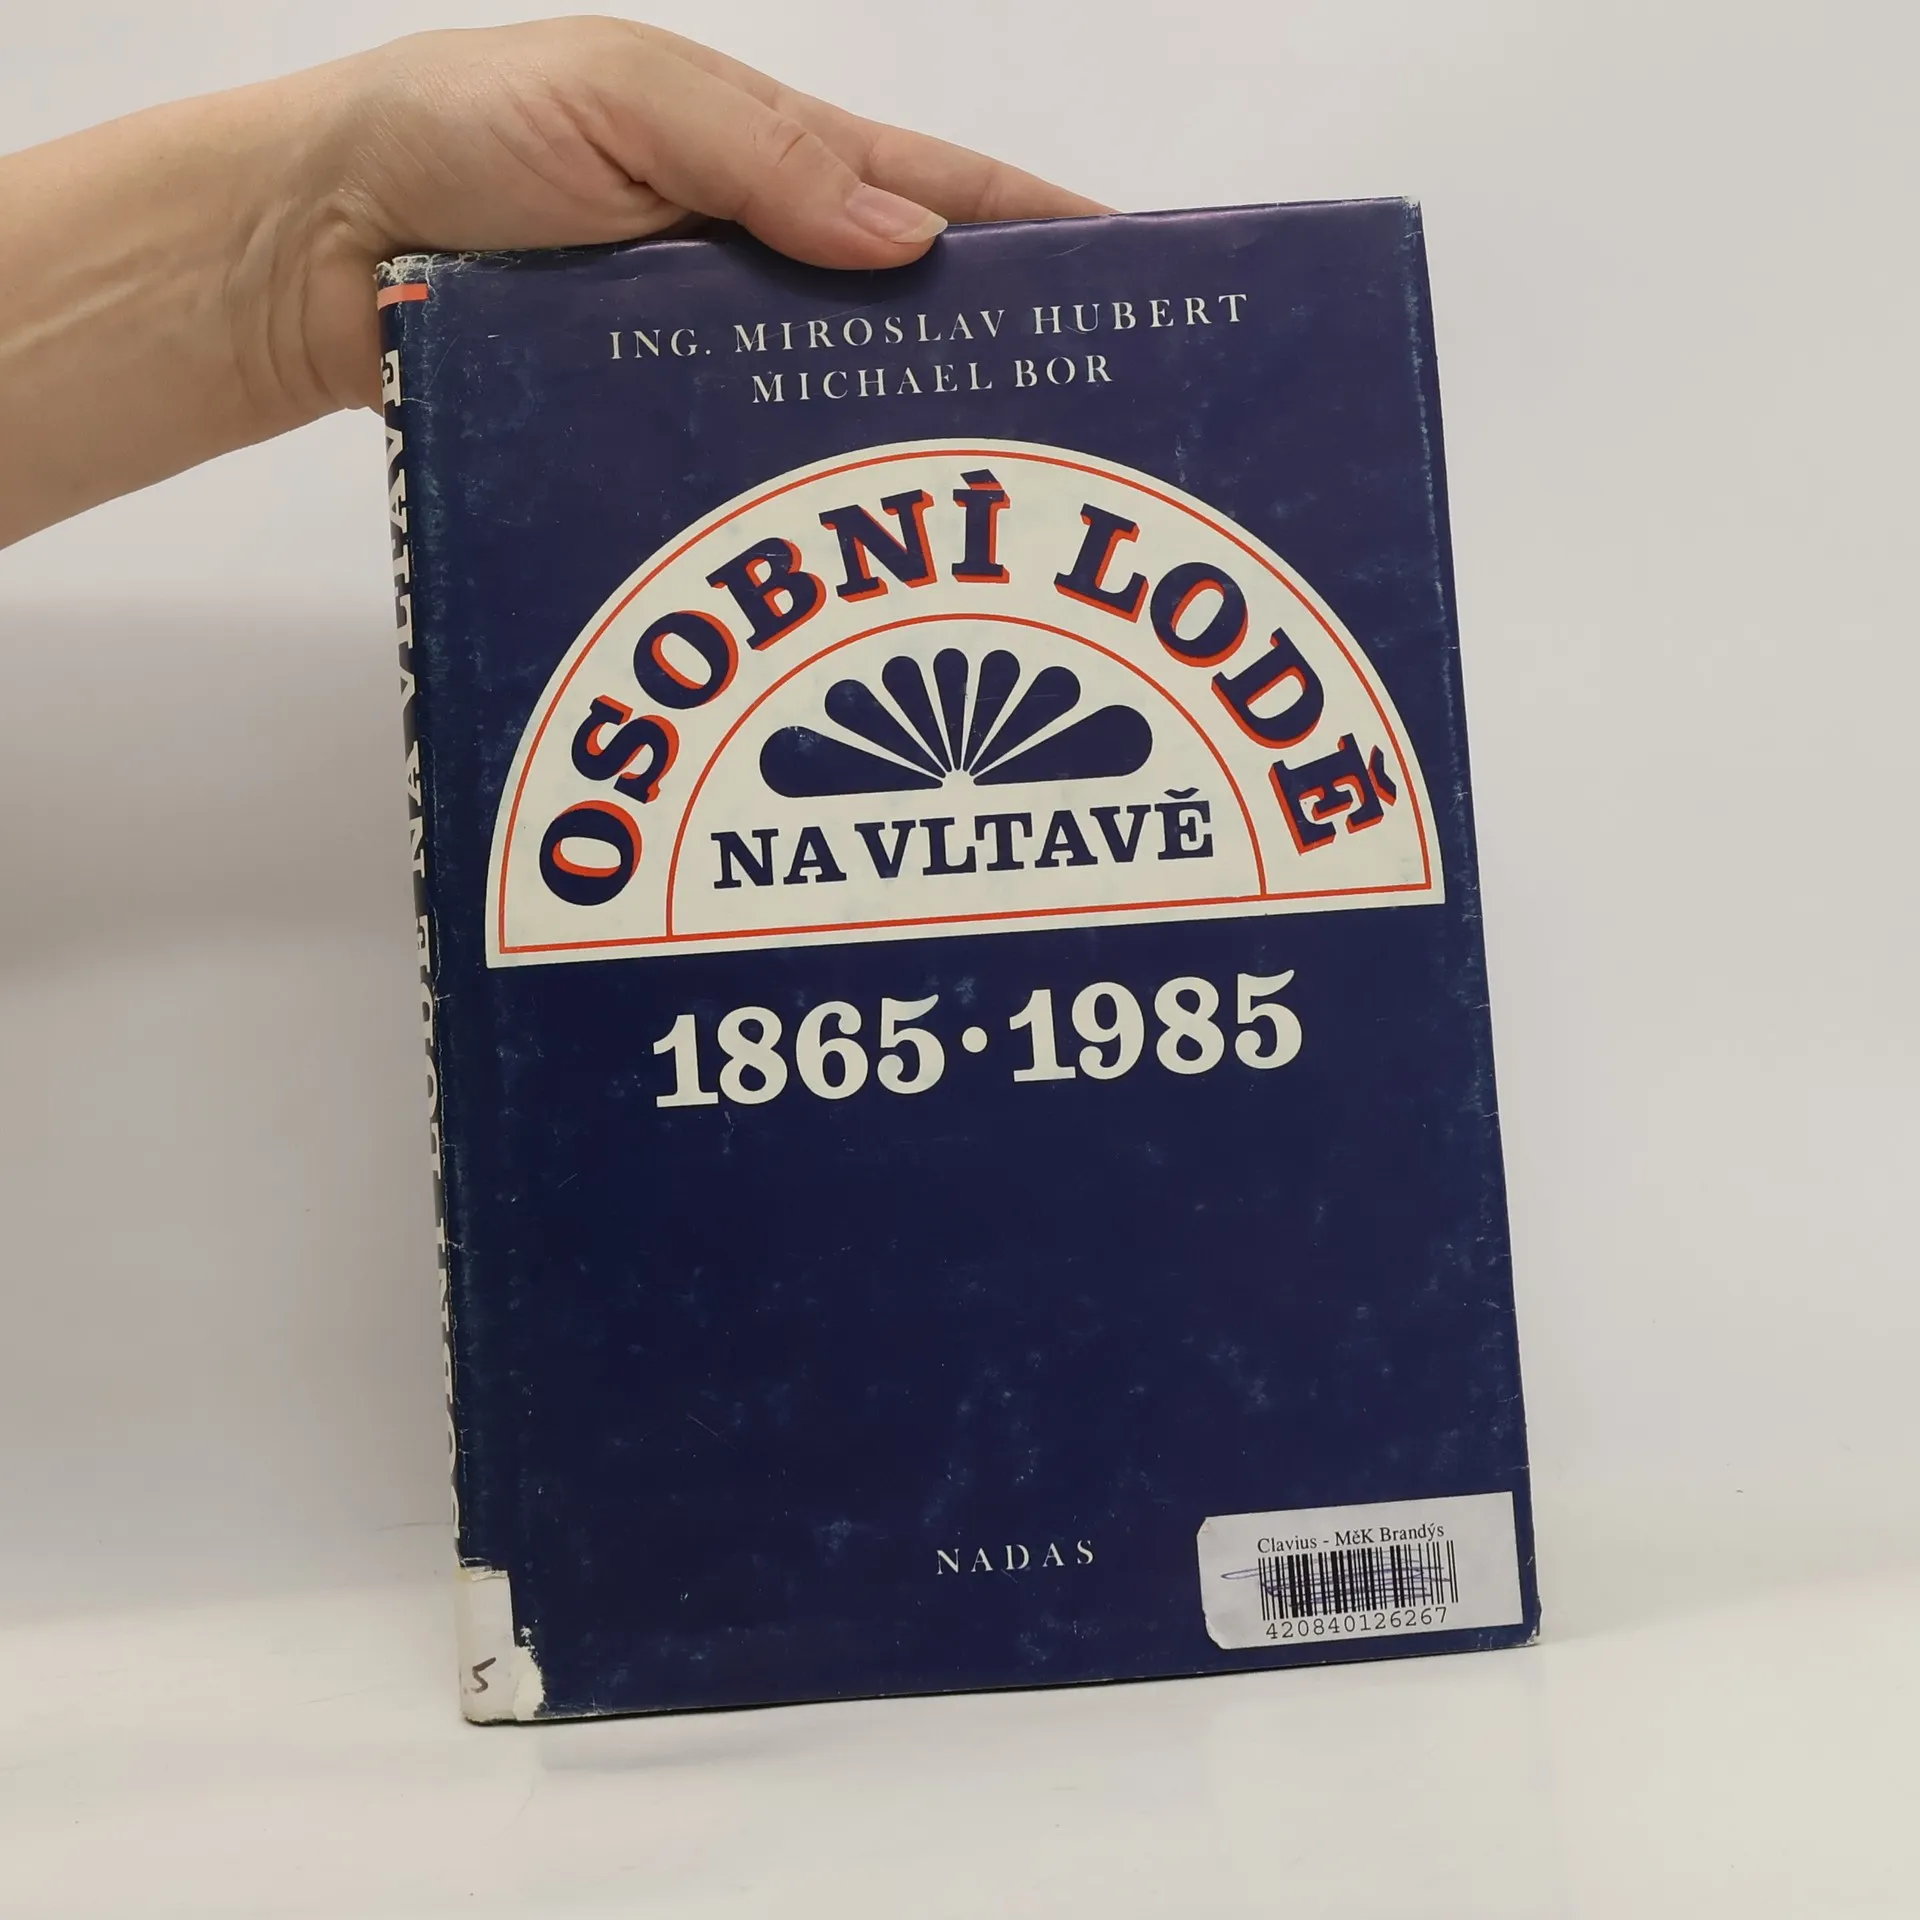 ING. MIROSLAV HUBERT
MICHAEL BOR
OSOBNÍ LODĚ
NA VLTAVĚ
1865 • 1985
NADAS
Clavius - MěK Brandýs
420840126267
OSOBNÍ LODĚ NA VLTAVĚ
5